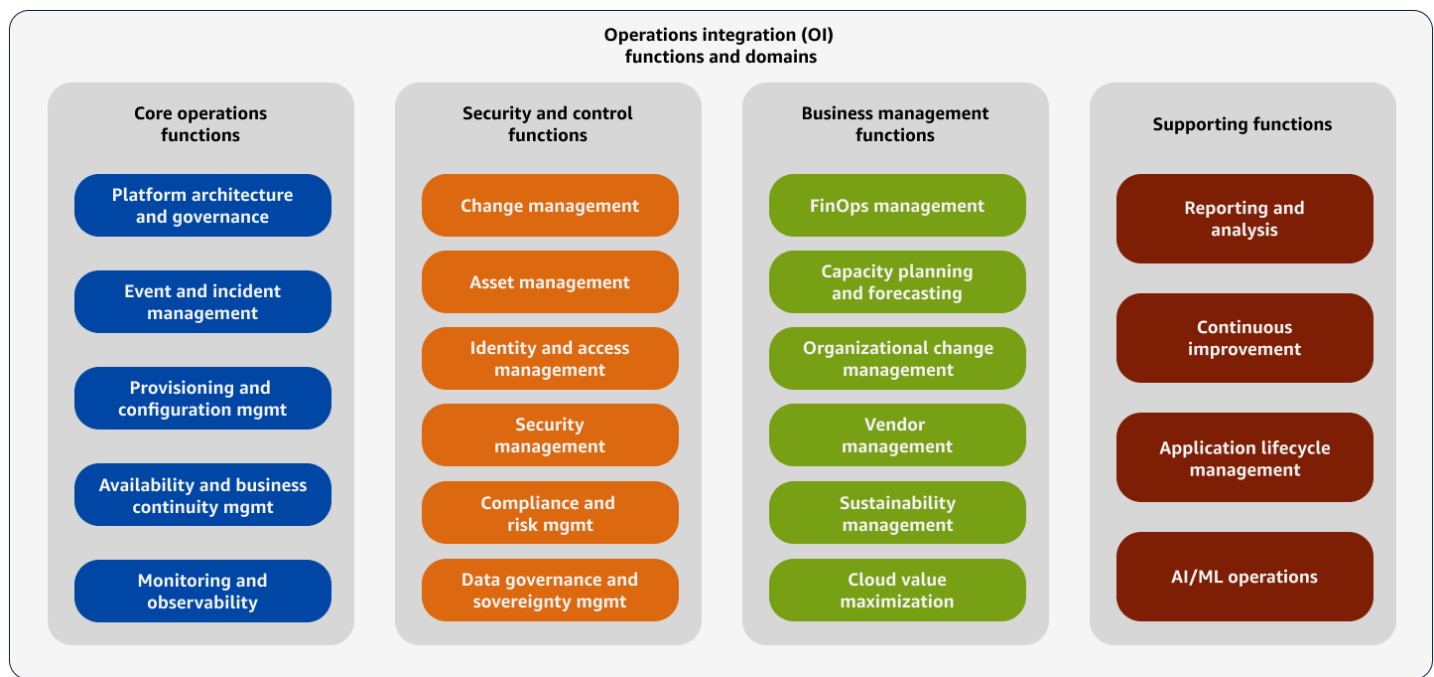 Operations integration (OI)
functions and domains
Core operations
functions
Platform architecture
and governance
Event and incident
management
Provisioning and
configuration mgmt
Availability and business
continuity mgmt
Monitoring and
observability
Security and control
functions
Change management
Asset management
Identity and access
management
Security
management
Compliance and
risk mgmt
Data governance and
sovereignty mgmt
Business management
functions
FinOps management
Capacity planning
and forecasting
Organizational change
management
Vendor
management
Sustainability
management
Cloud value
maximization
Supporting functions
Reporting and
analysis
Continuous
improvement
Application lifecycle
management
AI/ML operations